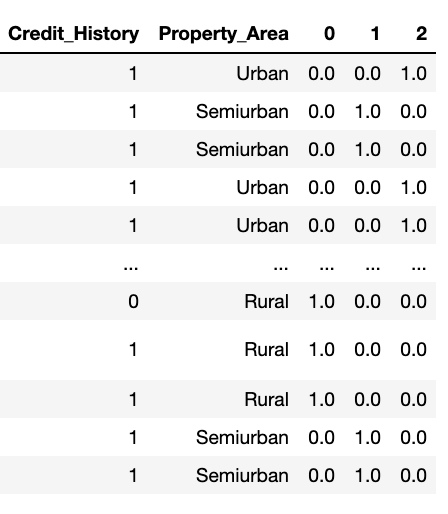 Credit_History Property_Area 0 1 2
1 Urban 0.0 0.0 1.0
1 Semiurban 0.0 1.0 0.0
1 Semiurban 0.0 1.0 0.0
1 Urban 0.0 0.0 1.0
1 Urban 0.0 0.0 1.0
... ... ... ... ...
0 Rural 1.0 0.0 0.0
1 Rural 1.0 0.0 0.0
1 Rural 1.0 0.0 0.0
1 Semiurban 0.0 1.0 0.0
1 Semiurban 0.0 1.0 0.0